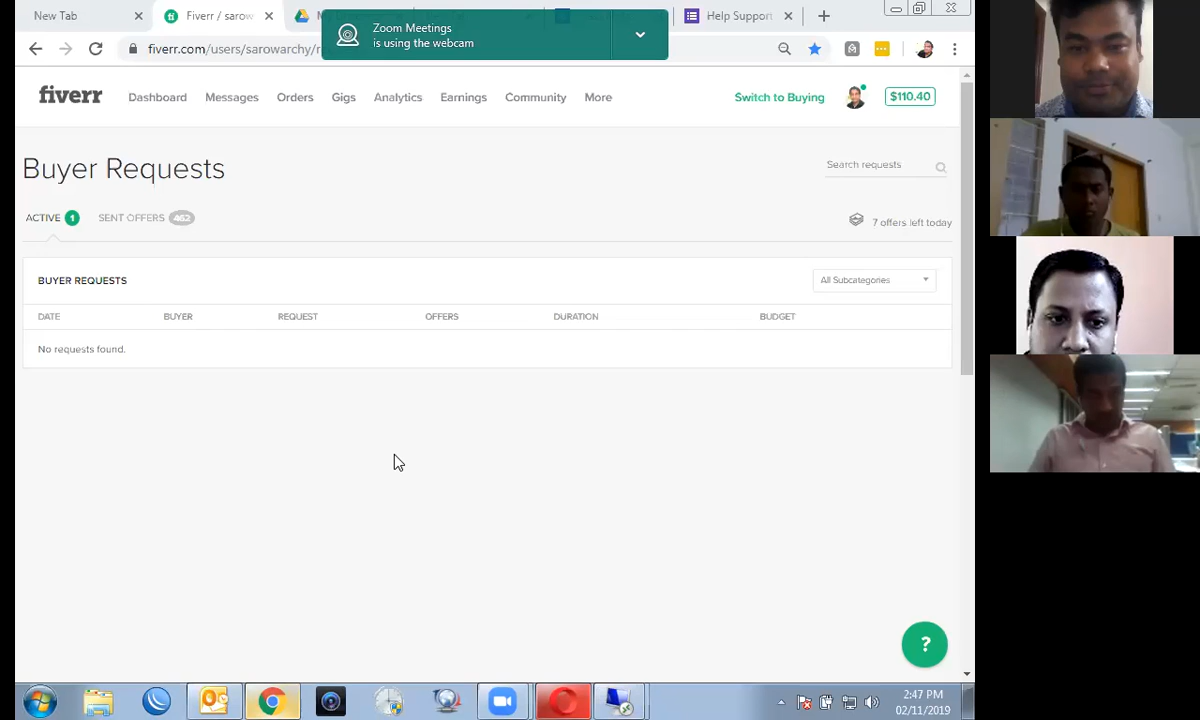 New Tab
Fiverr / sarow
Help Support
Zoom Meetings
is using the webcam
fiverr.com/users/sarowarchy/r
fiverr
Dashboard
Messages
Orders
Gigs
Analytics
Earnings
Community
More
Switch to Buying
$110.40
Buyer Requests
Search requests
ACTIVE 1
SENT OFFERS 462
7 offers left today
BUYER REQUESTS
All Subcategories
DATE
BUYER
REQUEST
OFFERS
DURATION
BUDGET
No requests found.
?
2:47 PM
02/11/2019